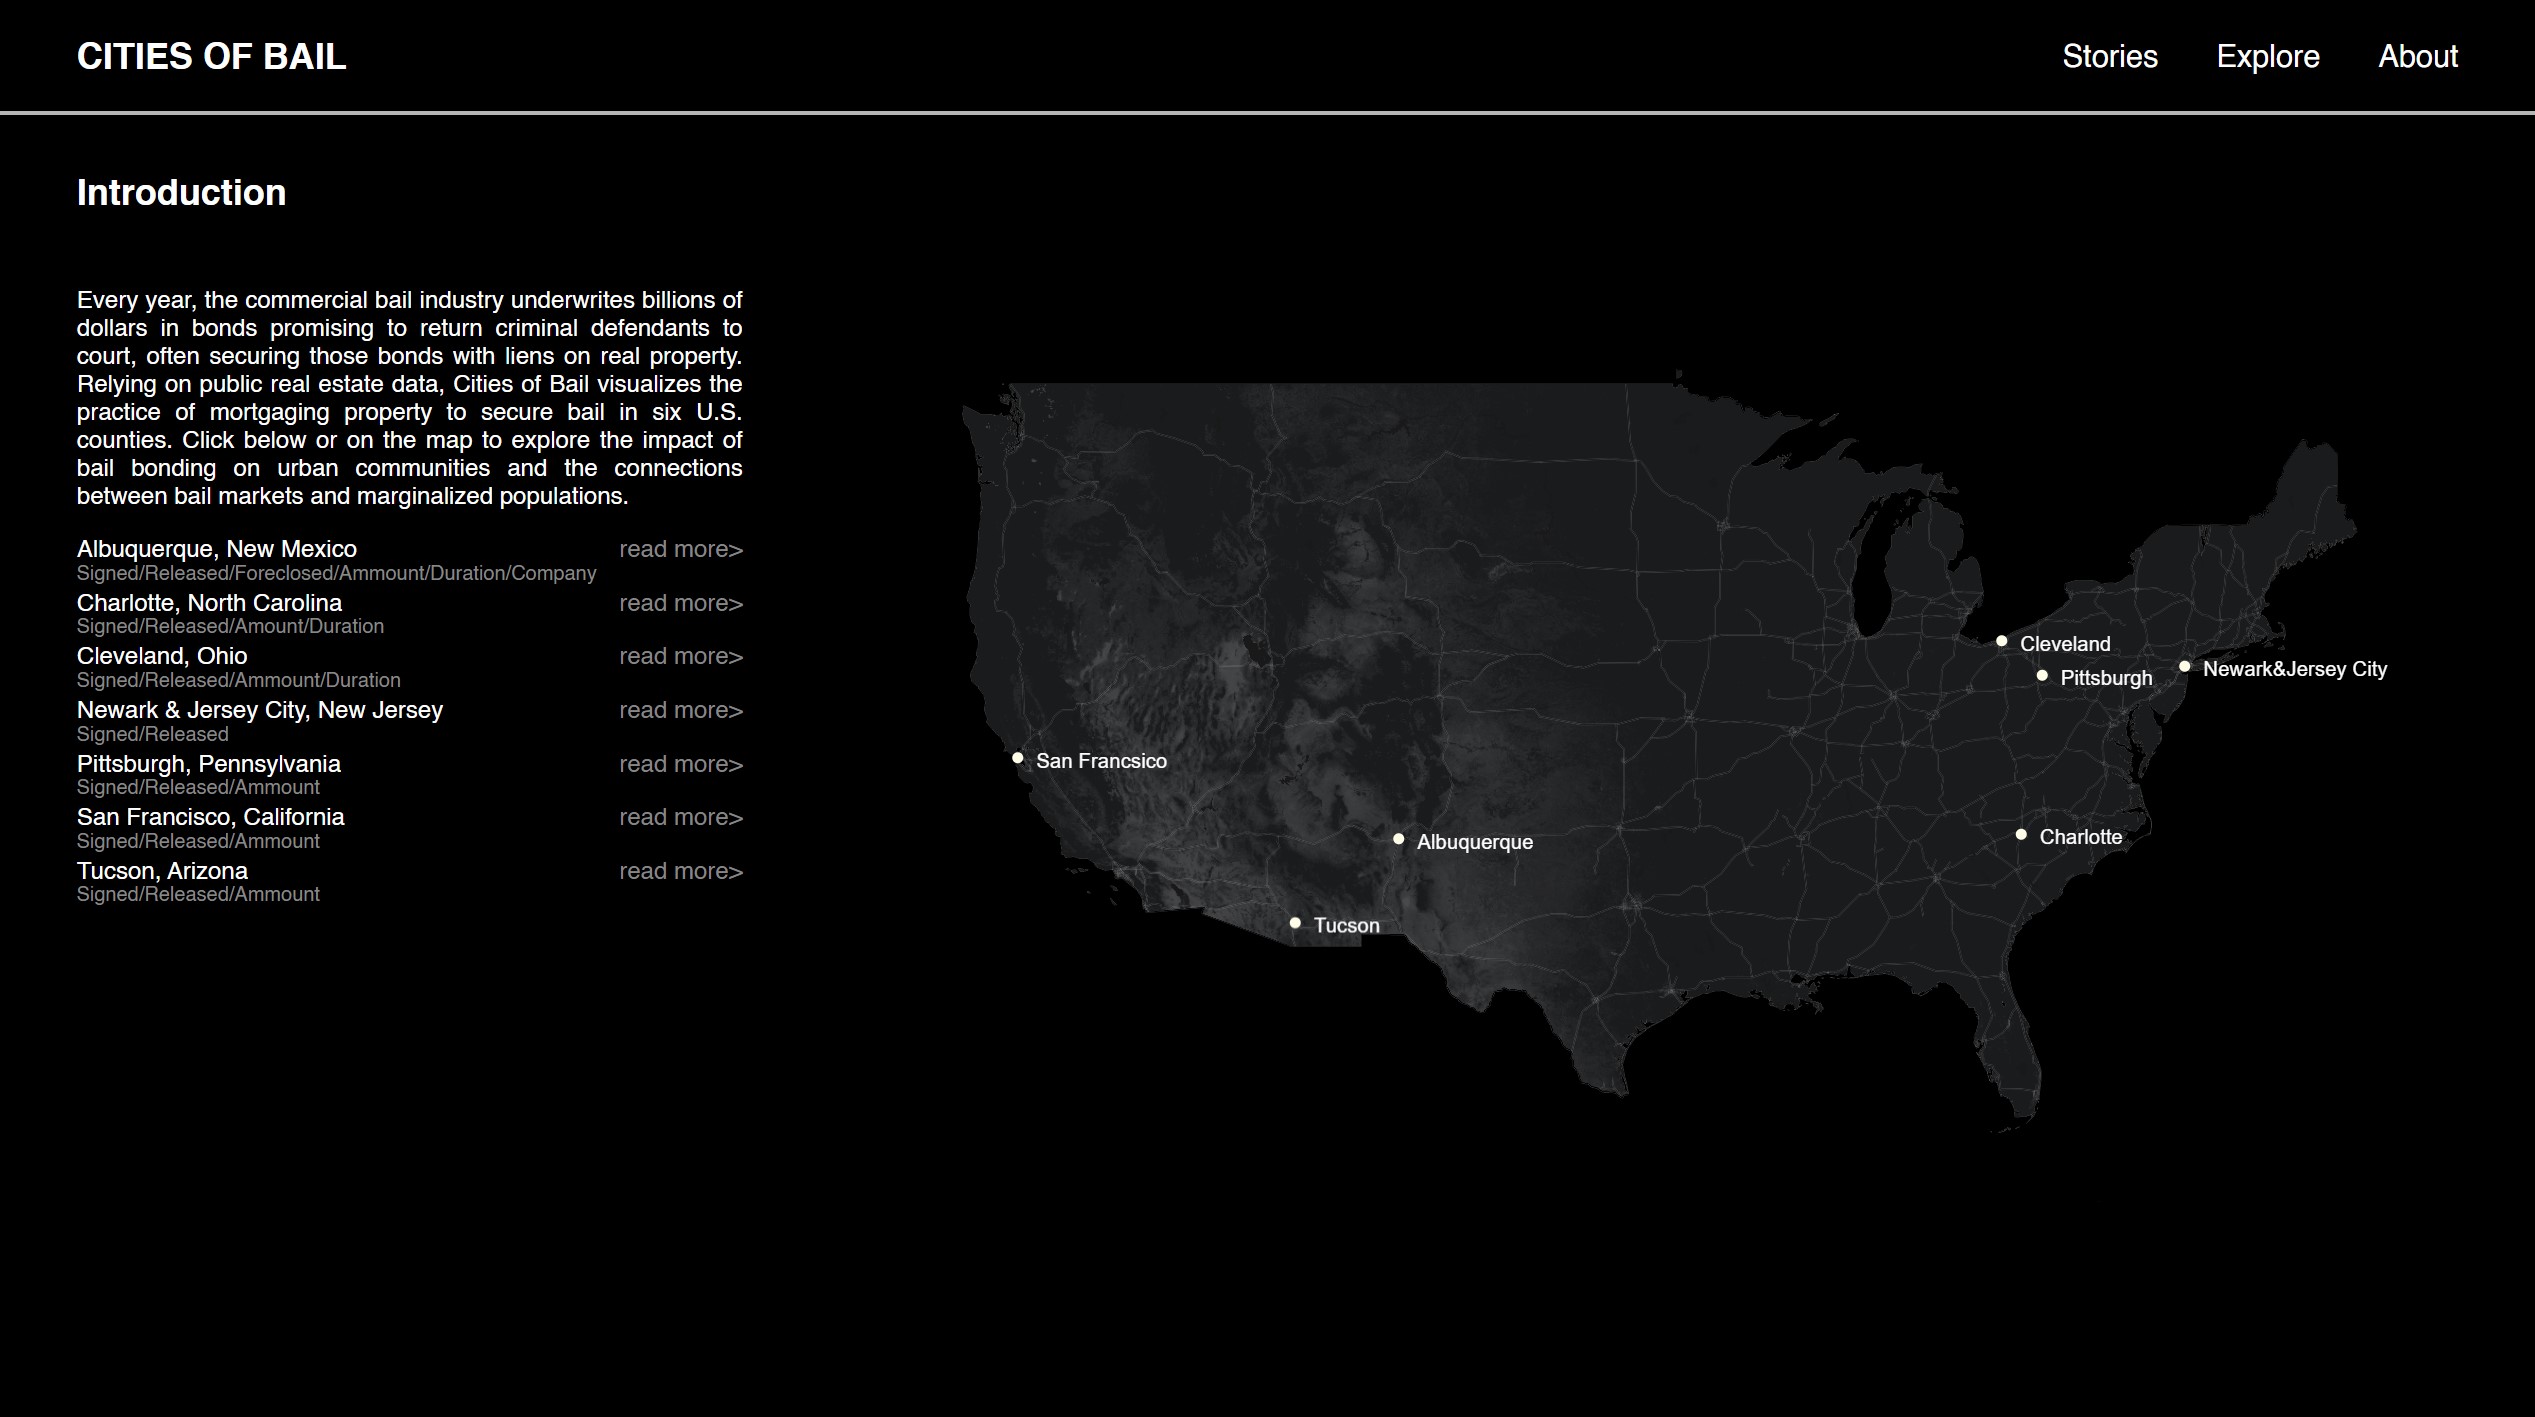 CITIES OF BAIL
Stories
Explore
About
Introduction
Every year, the commercial bail industry underwrites billions of
dollars in bonds promising to return criminal defendants to
court, often securing those bonds with liens on real property.
Relying on public real estate data, Cities of Bail visualizes the
practice of mortgaging property to secure bail in six U.S.
counties. Click below or on the map to explore the impact of
bail bonding on urban communities and the connections
between bail markets and marginalized populations.
Albuquerque, New Mexico
read more>
Signed/Released/Foreclosed/Ammount/Duration/Company
Charlotte, North Carolina
read more>
Signed/Released/Amount/Duration
Cleveland, Ohio
read more>
Signed/Released/Ammount/Duration
Newark & Jersey City, New Jersey
read more>
Signed/Released
Pittsburgh, Pennsylvania
read more>
Signed/Released/Ammount
San Francisco, California
read more>
Signed/Released/Ammount
Tucson, Arizona
read more>
Signed/Released/Ammount
Cleveland
Newark&Jersey City
Pittsburgh
San Francsico
Charlotte
Albuquerque
Tucson